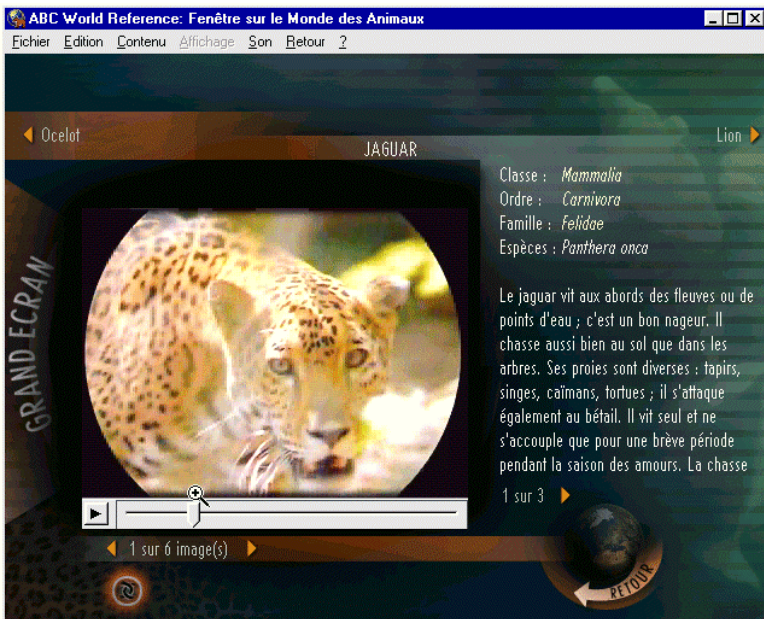 ABC World Reference: Fenêtre sur le Monde des Animaux
Fichier Edition Contenu Affichage Son Retour ?
Ocelot
Lion
JAGUAR
GRAND ECRAN
Classe : Mammalia
Ordre : Carnivora
Famille : Felidae
Espèces : Panthera onca
Le jaguar vit aux abords des fleuves ou de
points d'eau ; c'est un bon nageur. Il
chasse aussi bien au sol que dans les
arbres. Ses proies sont diverses : tapirs,
singes, caïmans, tortues ; il s'attaque
également au bétail. Il vit seul et ne
s'accouple que pour une brève période
pendant la saison des amours. La chasse
1 sur 3
1 sur 6 image(s)
RETOUR